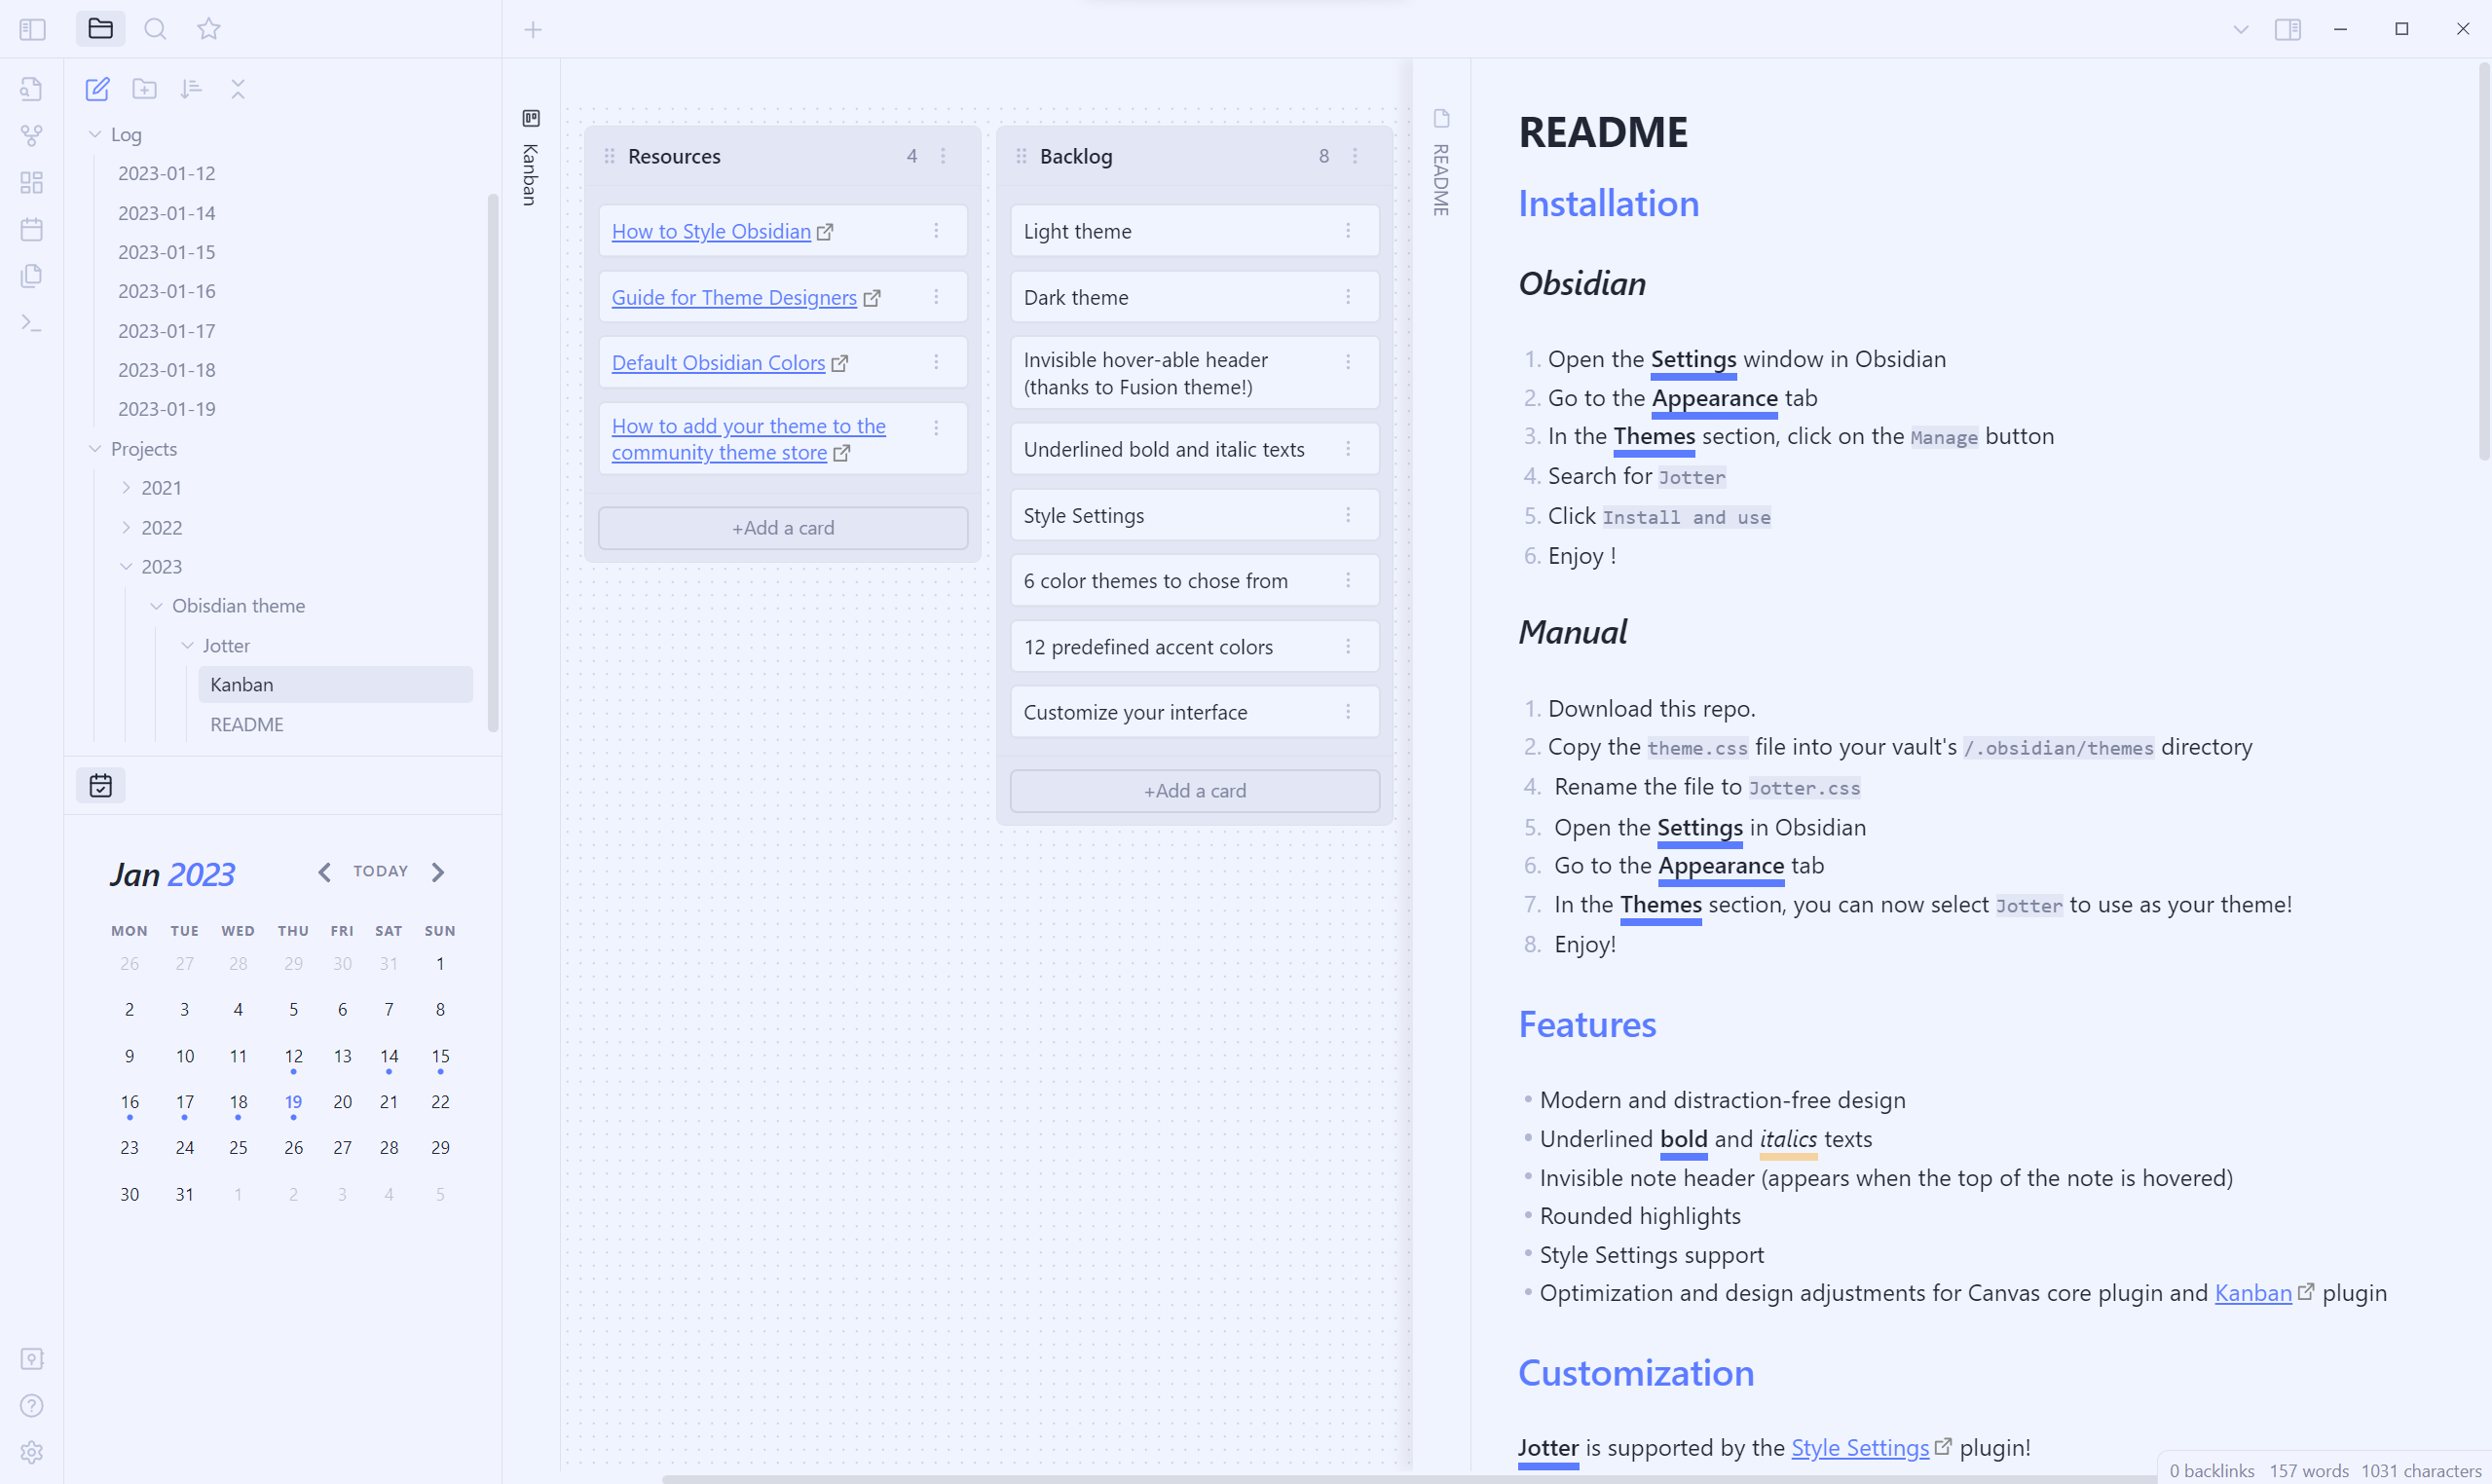 Log
2023-01-12
2023-01-14
2023-01-15
2023-01-16
2023-01-17
2023-01-18
2023-01-19
Projects
2021
2022
2023
Obisdian theme
Jotter
Kanban
README
Jan 2023
TODAY
MON TUE WED THU FRI SAT SUN
26 27 28 29 30 31 1
2 3 4 5 6 7 8
9 10 11 12 13 14 15
16 17 18 19 20 21 22
23 24 25 26 27 28 29
30 31 1 2 3 4 5
Kanban
Resources 4
How to Style Obsidian
Guide for Theme Designers
Default Obsidian Colors
How to add your theme to the
community theme store
+Add a card
Backlog 8
Light theme
Dark theme
Invisible hover-able header
(thanks to Fusion theme!)
Underlined bold and italic texts
Style Settings
6 color themes to chose from
12 predefined accent colors
Customize your interface
+Add a card
README
README
Installation
Obsidian
1. Open the Settings window in Obsidian
2. Go to the Appearance tab
3. In the Themes section, click on the Manage button
4. Search for Jotter
5. Click Install and use
6. Enjoy !
Manual
1. Download this repo.
2. Copy the theme.css file into your vault's /.obsidian/themes directory
4. Rename the file to Jotter.css
5. Open the Settings in Obsidian
6. Go to the Appearance tab
7. In the Themes section, you can now select Jotter to use as your theme!
8. Enjoy!
Features
• Modern and distraction-free design
• Underlined bold and italics texts
• Invisible note header (appears when the top of the note is hovered)
• Rounded highlights
• Style Settings support
• Optimization and design adjustments for Canvas core plugin and Kanban plugin
Customization
Jotter is supported by the Style Settings plugin!
0 backlinks 157 words 1031 characters